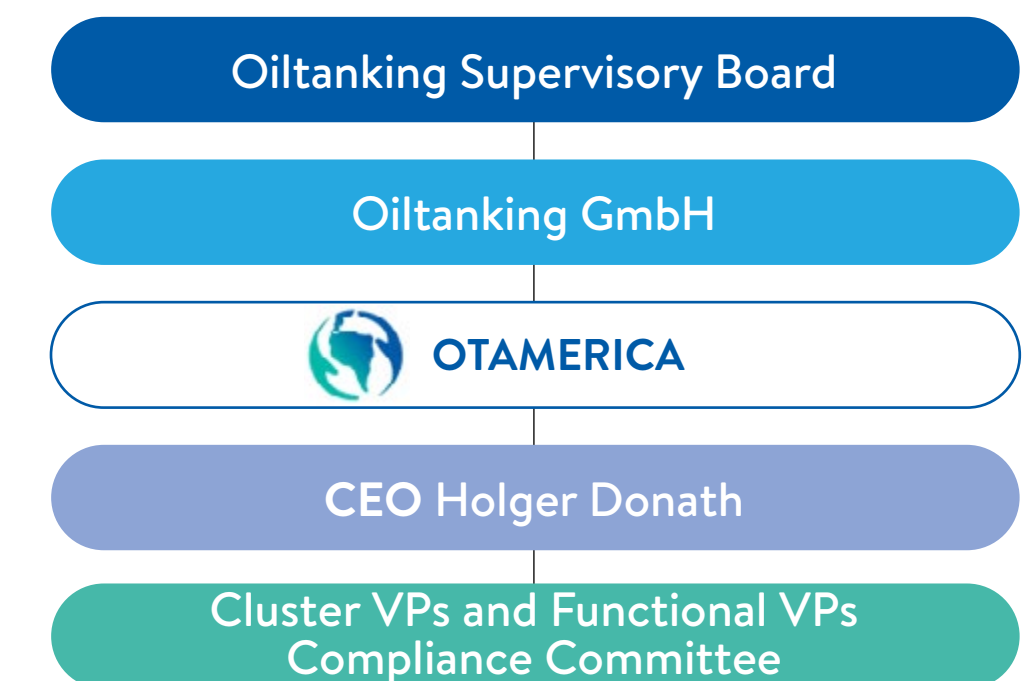 Oiltanking Supervisory Board
Oiltanking GmbH
OTAMERICA
CEO Holger Donath
Cluster VPs and Functional VPs
Compliance Committee